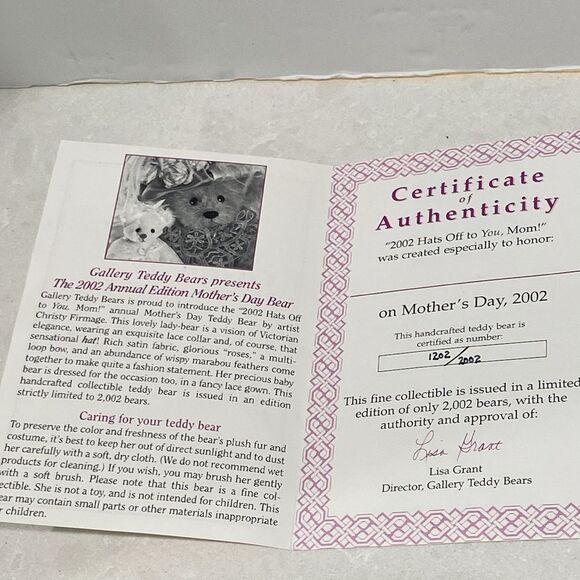 Gallery Teddy Bears presents
The 2002 Annual Edition Mother's Day Bear
Gallery Teddy Bears is proud to introduce the "2002 Hats Off
to You, Mom!" annual Mother's Day Teddy Bear by artist
Christy Firmage. This lovely lady-bear is a vision of Victorian
elegance, wearing an exquisite lace collar and, of course, that
sensational hat! Rich satin fabric, glorious "roses," a multi-
loop bow, and an abundance of wispy marabou feathers come
together to make quite a fashion statement. Her precious baby
bear is dressed for the occasion too, in a fancy lace gown. This
handcrafted collectible teddy bear is issued in an edition
strictly limited to 2,002 bears.
Caring for your teddy bear
To preserve the color and freshness of the bear's plush fur and
costume, it's best to keep her out of direct sunlight and to dust
her carefully with a soft, dry cloth. (We do not recommend wet
products for cleaning.) If you wish, you may brush her gently
with a soft brush. Please note that this bear is a fine col-
ectible. She is not a toy, and is not intended for children. This
ear may contain small parts or other materials inappropriate
r children.
Certificate
of
Authenticity
"2002 Hats Off to You, Mom!"
was created especially to honor:
on Mother's Day, 2002
This handcrafted teddy bear is
certified as number:
1202/2002
This fine collectible is issued in a limited
edition of only 2,002 bears, with the
authority and approval of:
Lisa Grant
Lisa Grant
Director, Gallery Teddy Bears